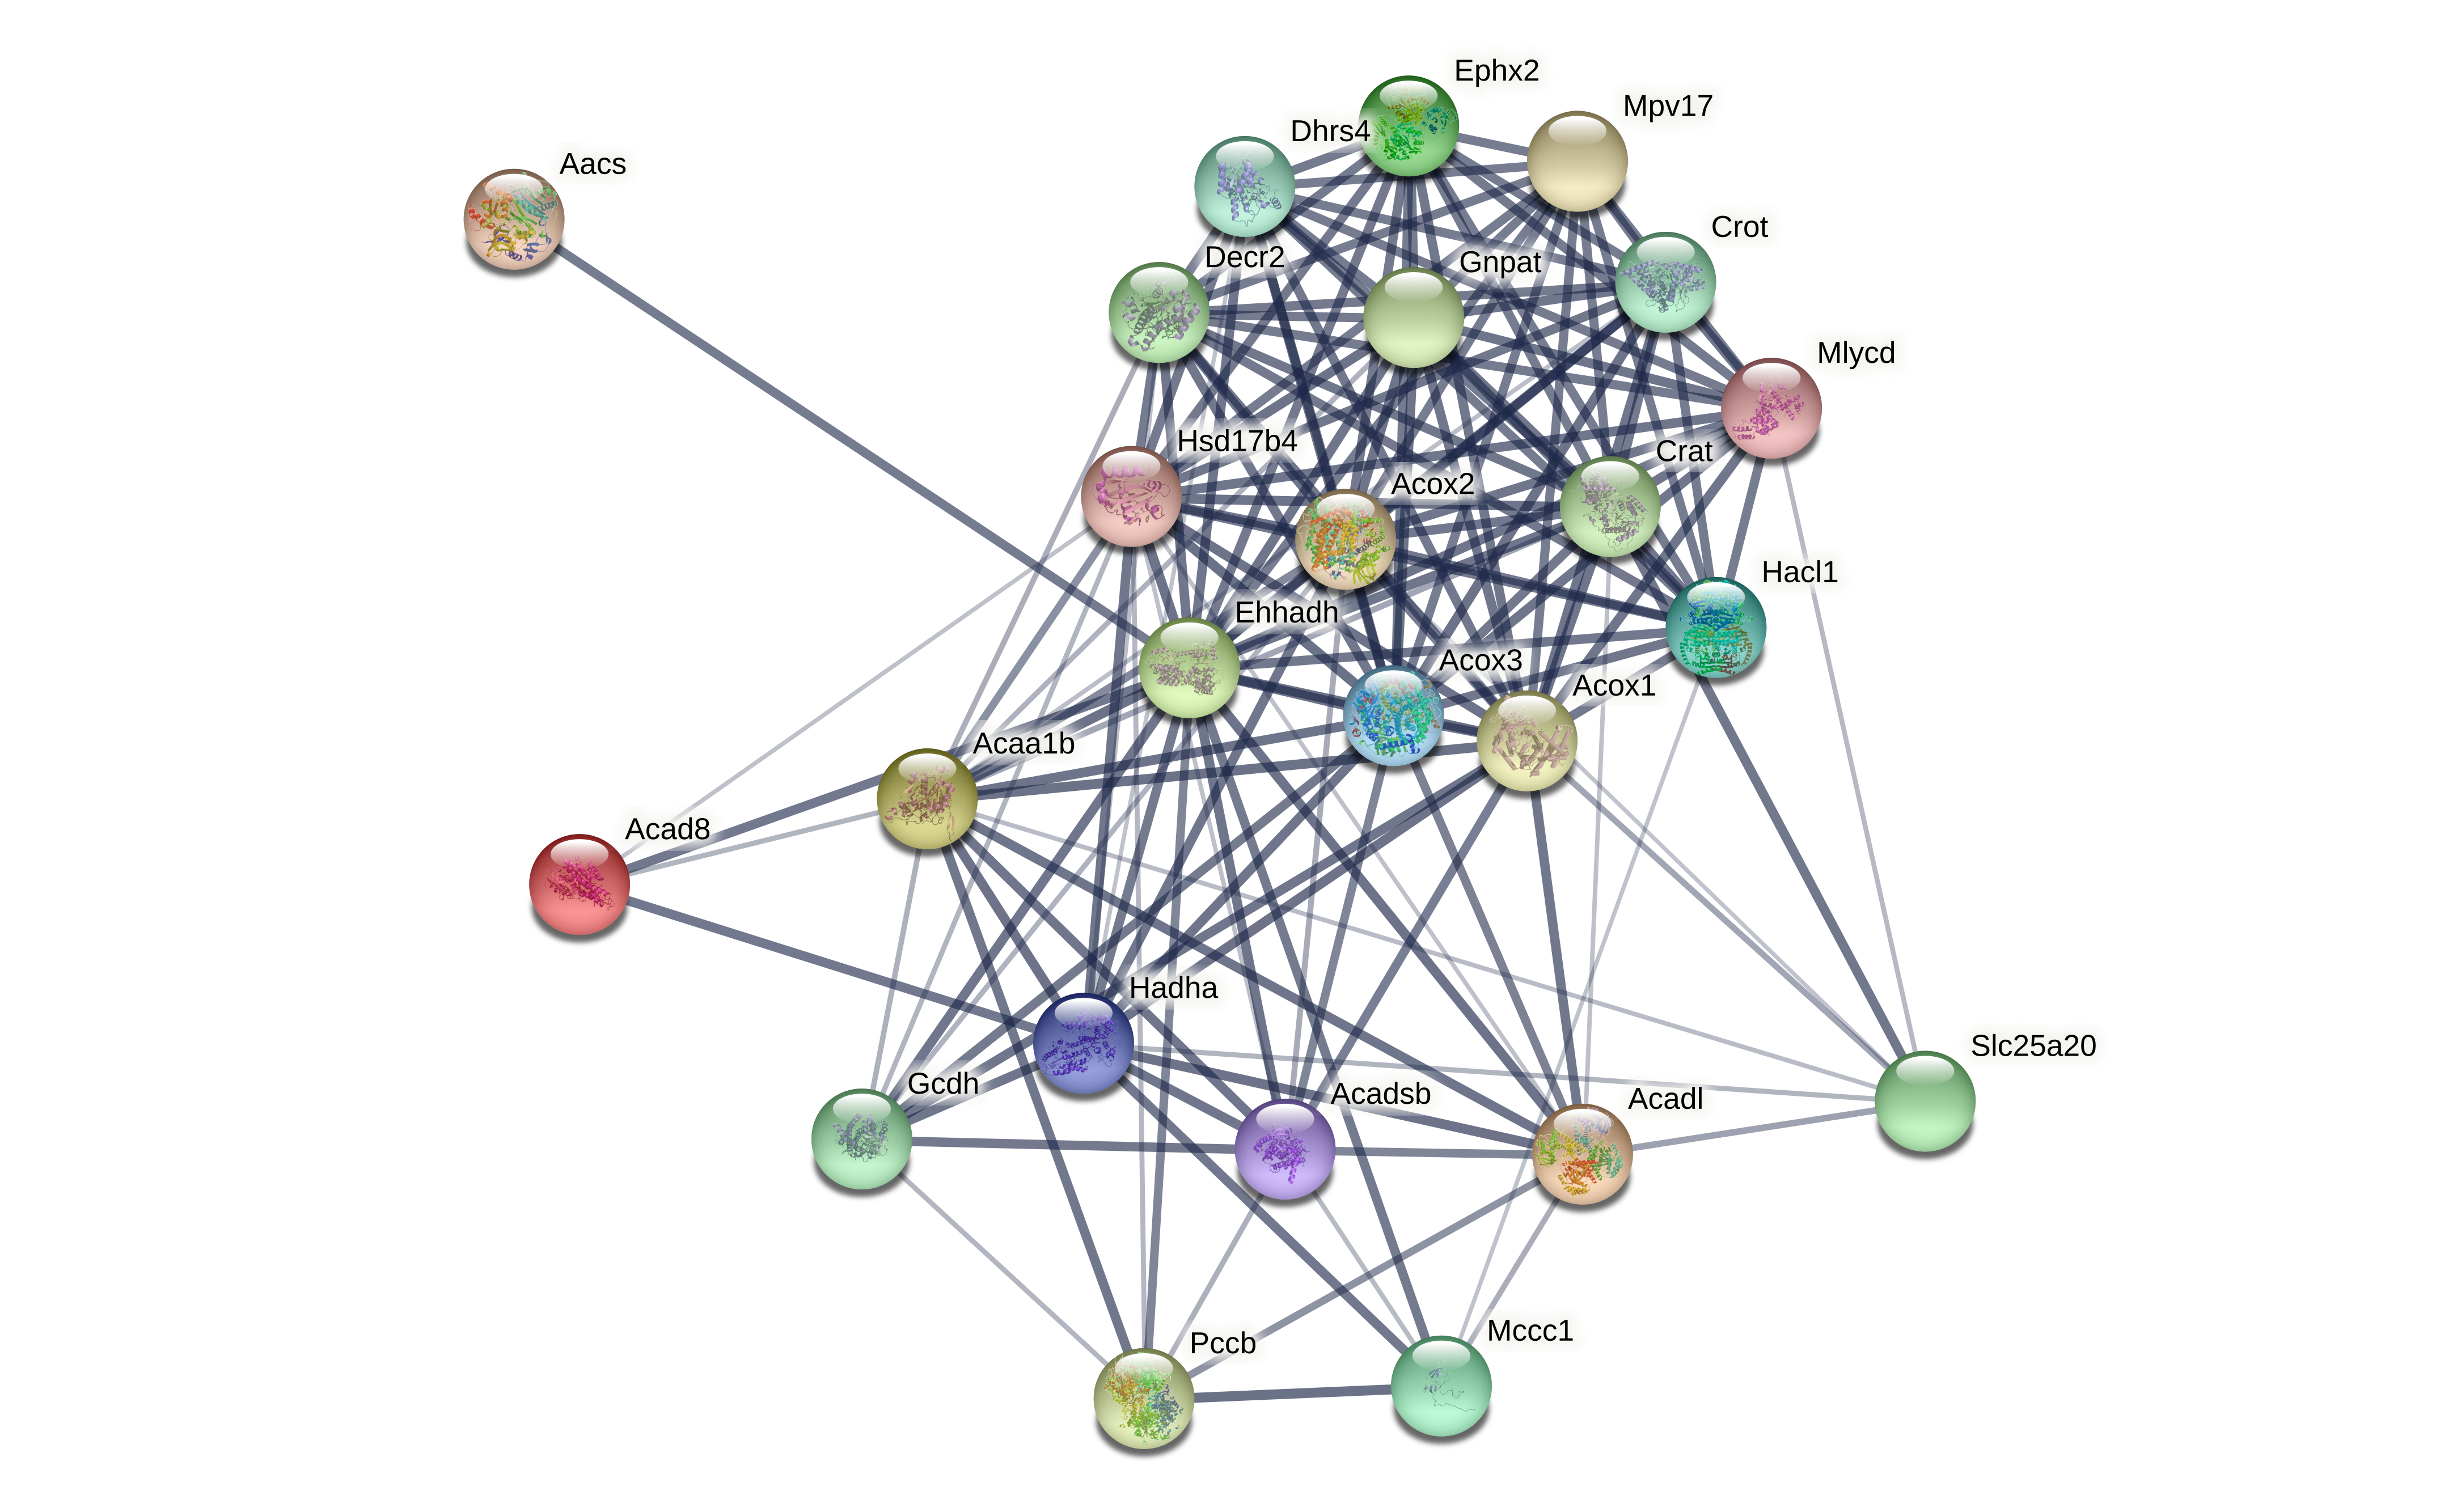 Ephx2
Mpv17
Dhrs4
Aacs
Crot
Decr2
Gnpat
Mlycd
Hsd17b4
Crat
Acox2
Hacl1
Ehhadh
Acox3
Acox1
Acaa1b
Acad8
Hadha
Slc25a20
Gcdh
Acadsb
Acadl
Mccc1
Pccb